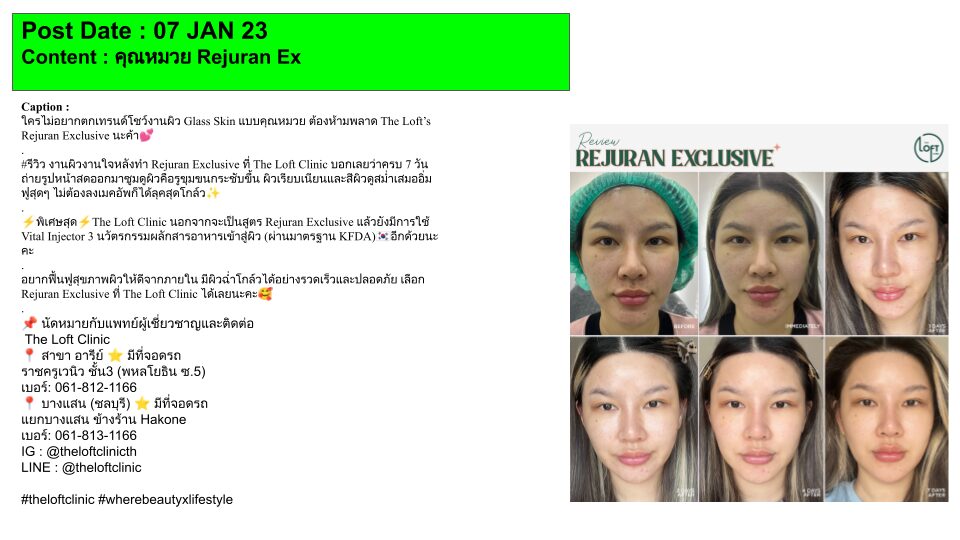 Post Date : 07 JAN 23
Content : คุณหมวย Rejuran Ex
Caption :
ใครไม่อยากตกเทรนด์โชว์งานผิว Glass Skin แบบคุณหมวย ต้องห้ามพลาด The Loft's
Rejuran Exclusive นะค้า💕
.
#รีวิว งานผิวงานใจหลังทำ Rejuran Exclusive ที่ The Loft Clinic บอกเลยว่าครบ 7 วัน
ถ่ายรูปหน้าสดออกมาซูมดูผิวคือรูขุมขนกระชับขึ้น ผิวเรียบเนียนและสีผิวดูสม่ำเสมออิ่ม
ฟูสุดๆ ไม่ต้องลงเมคอัพก็ได้ลุคสุดโกล้ว✨
.
⚡พิเศษสุด⚡The Loft Clinic นอกจากจะเป็นสูตร Rejuran Exclusive แล้วยังมีการใช้
Vital Injector 3 นวัตรกรรมผลักสารอาหารเข้าสู่ผิว (ผ่านมาตรฐาน KFDA)🇰🇷อีกด้วยนะ
คะ
.
อยากฟื้นฟูสุขภาพผิวให้ดีจากภายใน มีผิวฉ่ำโกล้วได้อย่างรวดเร็วและปลอดภัย เลือก
Rejuran Exclusive ที่ The Loft Clinic ได้เลยนะคะ🥰
.
📌 นัดหมายกับแพทย์ผู้เชี่ยวชาญและติดต่อ
The Loft Clinic
📍 สาขา อารีย์ ⭐ มีที่จอดรถ
ราชครูเวนิว ชั้น3 (พหลโยธิน ซ.5)
เบอร์: 061-812-1166
📍 บางแสน (ชลบุรี) ⭐ มีที่จอดรถ
แยกบางแสน ข้างร้าน Hakone
เบอร์: 061-813-1166
IG : @theloftclinicth
LINE : @theloftclinic
#theloftclinic #wherebeautyxlifestyle
Review
REJURAN EXCLUSIVE
THE LOFT
BEFORE
IMMEDIATELY
1 DAYS AFTER
2 DAYS AFTER
4 DAYS AFTER
7 DAYS AFTER